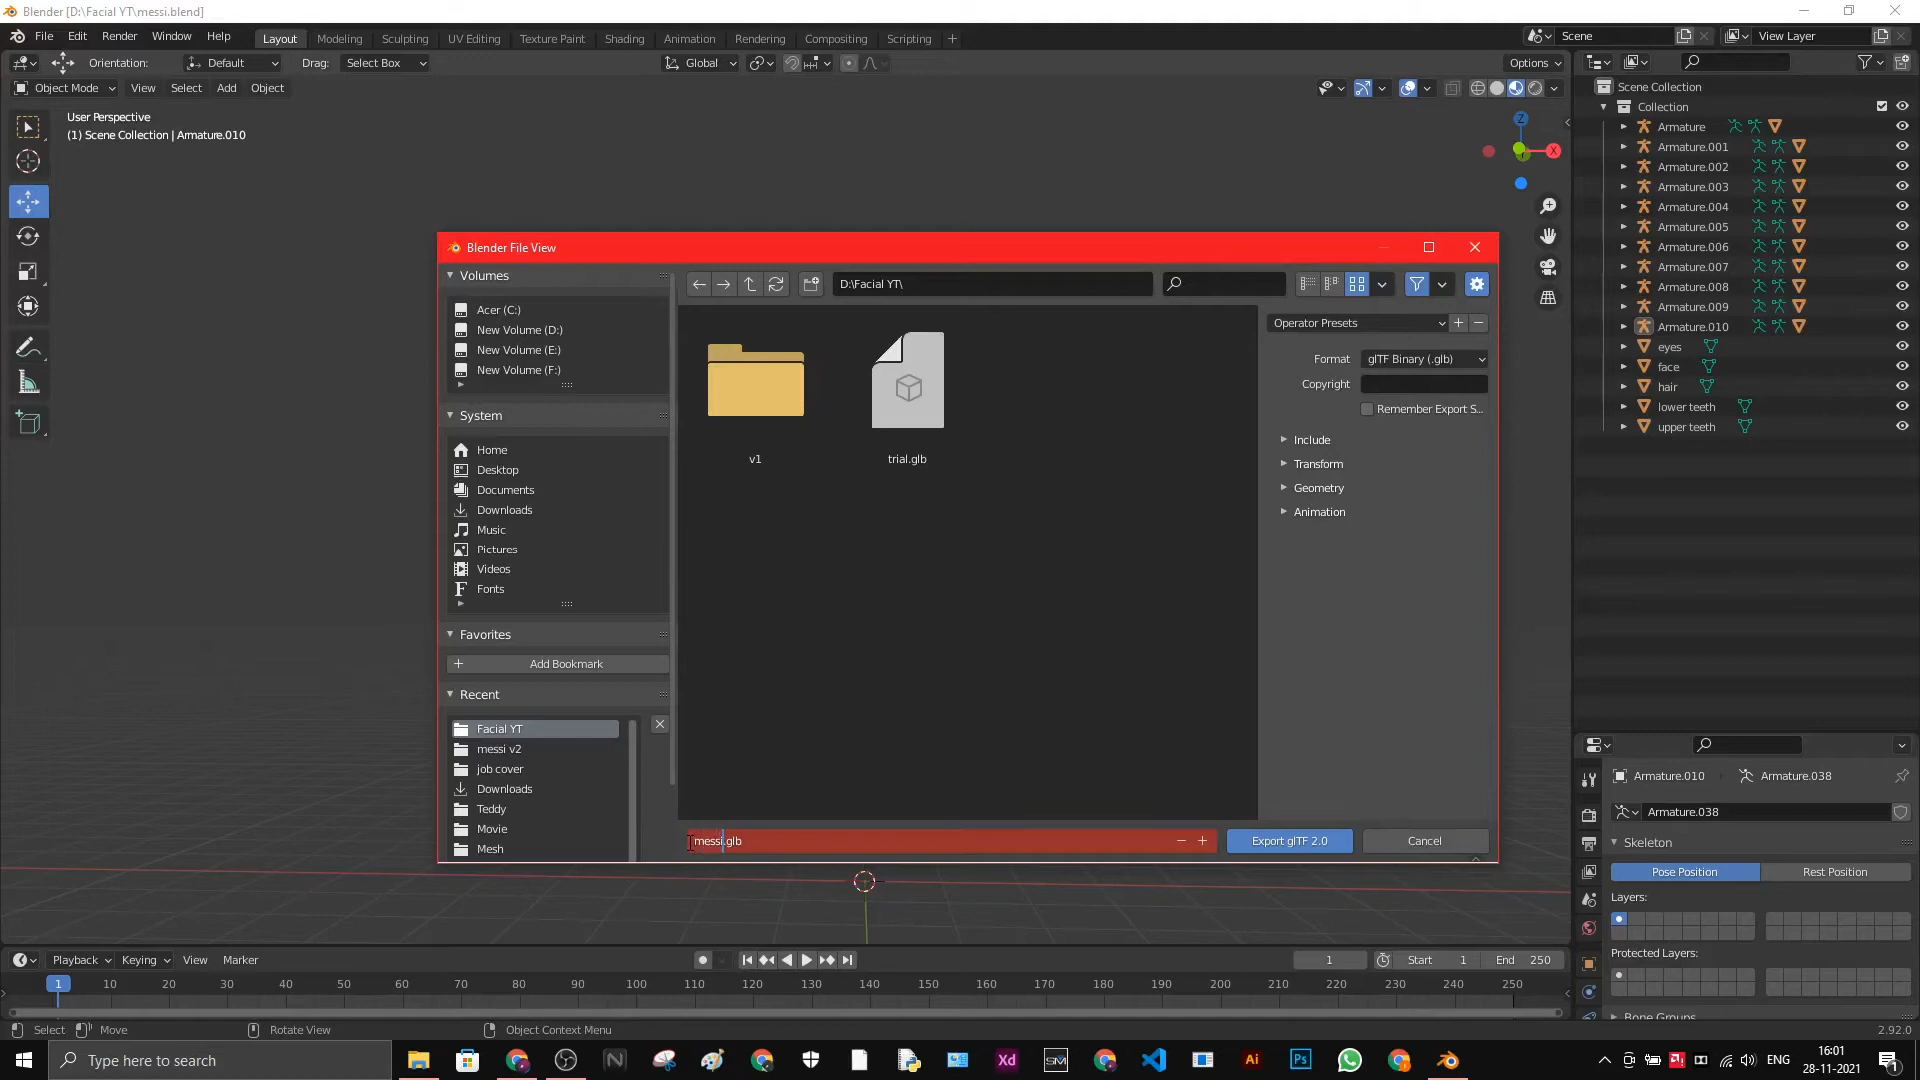 Blender [D:\Facial YT\messi.blend]
File Edit Render Window Help
Layout Modeling Sculpting UV Editing Texture Paint Shading Animation Rendering Compositing Scripting +
Scene
View Layer
Orientation: Default Drag: Select Box
Global
Options
Object Mode View Select Add Object
User Perspective
(1) Scene Collection | Armature.010
Z
X
Scene Collection
Collection
Armature
Armature.001
Armature.002
Armature.003
Armature.004
Armature.005
Armature.006
Armature.007
Armature.008
Armature.009
Armature.010
eyes
face
hair
lower teeth
upper teeth
Blender File View
Volumes
Acer (C:)
New Volume (D:)
New Volume (E:)
New Volume (F:)
System
Home
Desktop
Documents
Downloads
Music
Pictures
Videos
Fonts
Favorites
Add Bookmark
Recent
Facial YT
messi v2
job cover
Downloads
Teddy
Movie
Mesh
D:\Facial YT\
v1
trial.glb
Operator Presets
Format glTF Binary (.glb)
Copyright
Remember Export S...
Include
Transform
Geometry
Animation
messi.glb
Export glTF 2.0
Cancel
Armature.010 Armature.038
Armature.038
Skeleton
Pose Position Rest Position
Layers:
Protected Layers:
Bone Groups
Playback Keying View Marker
1 Start 1 End 250
1 10 20 30 40 50 60 70 80 90 100 110 120 130 140 150 160 170 180 190 200 210 220 230 240 250
Select Move Rotate View Object Context Menu
2.92.0
Type here to search
Xd
SM
Ai
Ps
ENG
16:01
28-11-2021
1